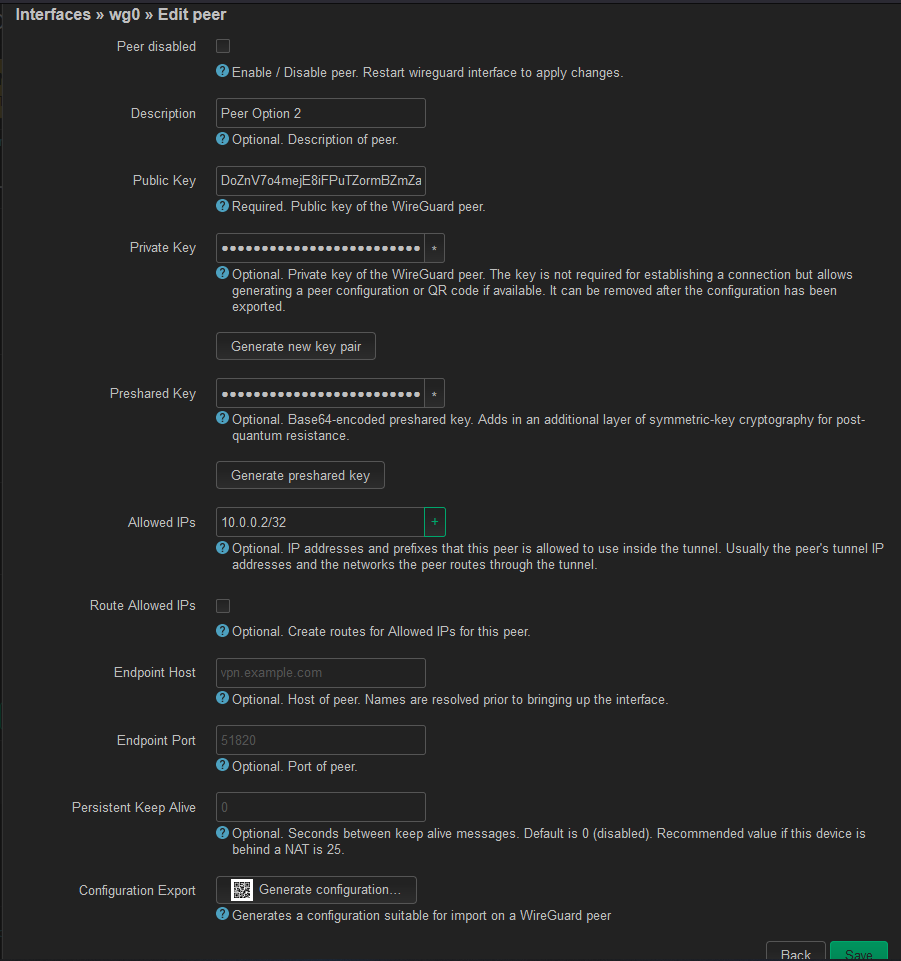 Interfaces » wg0 » Edit peer
Peer disabled
Enable / Disable peer. Restart wireguard interface to apply changes.
Description
Peer Option 2
Optional. Description of peer.
Public Key
DoZnV7o4mejE8iFPuTZormBZmZa
Required. Public key of the WireGuard peer.
Private Key
*
Optional. Private key of the WireGuard peer. The key is not required for establishing a connection but allows
generating a peer configuration or QR code if available. It can be removed after the configuration has been
exported.
Generate new key pair
Preshared Key
*
Optional. Base64-encoded preshared key. Adds in an additional layer of symmetric-key cryptography for post-
quantum resistance.
Generate preshared key
Allowed IPs
10.0.0.2/32
+
Optional. IP addresses and prefixes that this peer is allowed to use inside the tunnel. Usually the peer's tunnel IP
addresses and the networks the peer routes through the tunnel.
Route Allowed IPs
Optional. Create routes for Allowed IPs for this peer.
Endpoint Host
vpn.example.com
Optional. Host of peer. Names are resolved prior to bringing up the interface.
Endpoint Port
51820
Optional. Port of peer.
Persistent Keep Alive
0
Optional. Seconds between keep alive messages. Default is 0 (disabled). Recommended value if this device is
behind a NAT is 25.
Configuration Export
Generate configuration...
Generates a configuration suitable for import on a WireGuard peer
Back
Save